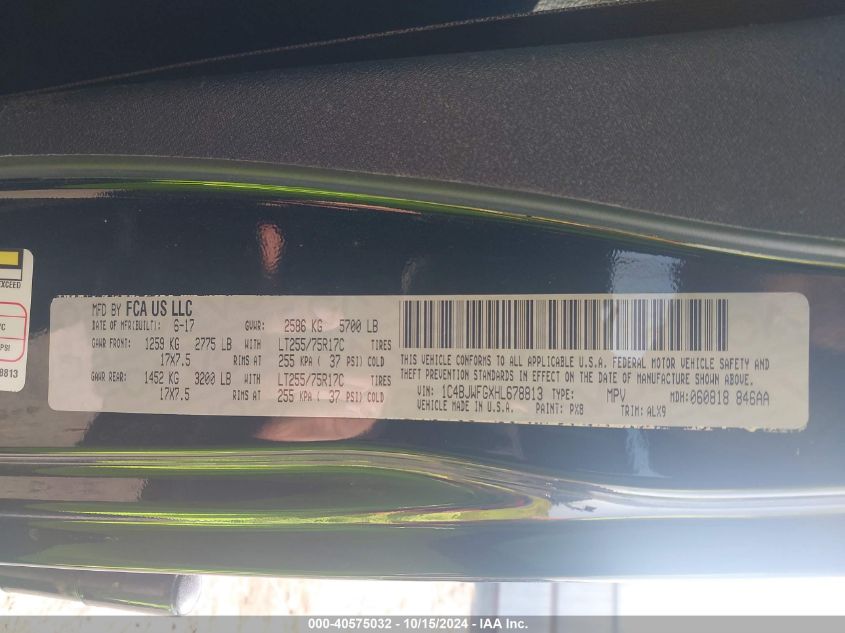 EXCEED
/C
PSI
8813
MFD BY FCA US LLC
DATE OF MFR(BUILT): 6-17 GVWR: 2586 KG 5700 LB
GAWR FRONT: 1259 KG 2775 LB WITH LT255/75R17C TIRES
17X7.5 RIMS AT 255 KPA ( 37 PSI) COLD
GAWR REAR: 1452 KG 3200 LB WITH LT255/75R17C TIRES
17X7.5 RIMS AT 255 KPA ( 37 PSI) COLD
THIS VEHICLE CONFORMS TO ALL APPLICABLE U.S.A. FEDERAL MOTOR VEHICLE SAFETY AND
THEFT PREVENTION STANDARDS IN EFFECT ON THE DATE OF MANUFACTURE SHOWN ABOVE.
VIN: 1C4BJWFGXHL678813 TYPE: MPV MDH: 060818 846AA
VEHICLE MADE IN U.S.A. PAINT: PX8 TRIM: ALX9
000-40575032 - 10/15/2024 - IAA Inc.